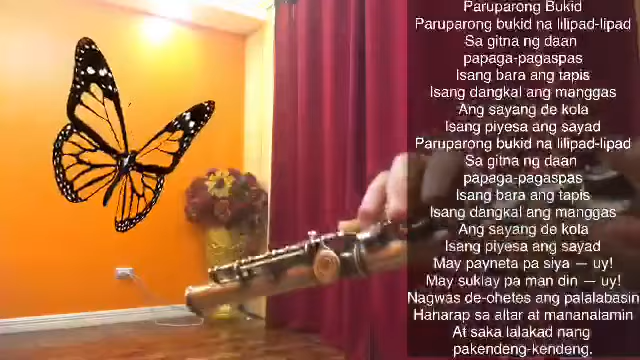 Paruparong Bukid
Paruparong bukid na lilipad-lipad
Sa gitna ng daan
papaga-pagaspas
Isang bara ang tapis
Isang dangkal ang manggas
Ang sayang de kola
Isang piyesa ang sayad
Paruparong bukid na lilipad-lipad
Sa gitna ng daan
papaga-pagaspas
Isang bara ang tapis
Isang dangkal ang manggas
Ang sayang de kola
Isang piyesa ang sayad
May payneta pa siya — uy!
May suklay pa man din — uy!
Nagwas de-ohetes ang palalabasin
Haharap sa altar at mananalamin
At saka lalakad nang
pakendeng-kendeng.